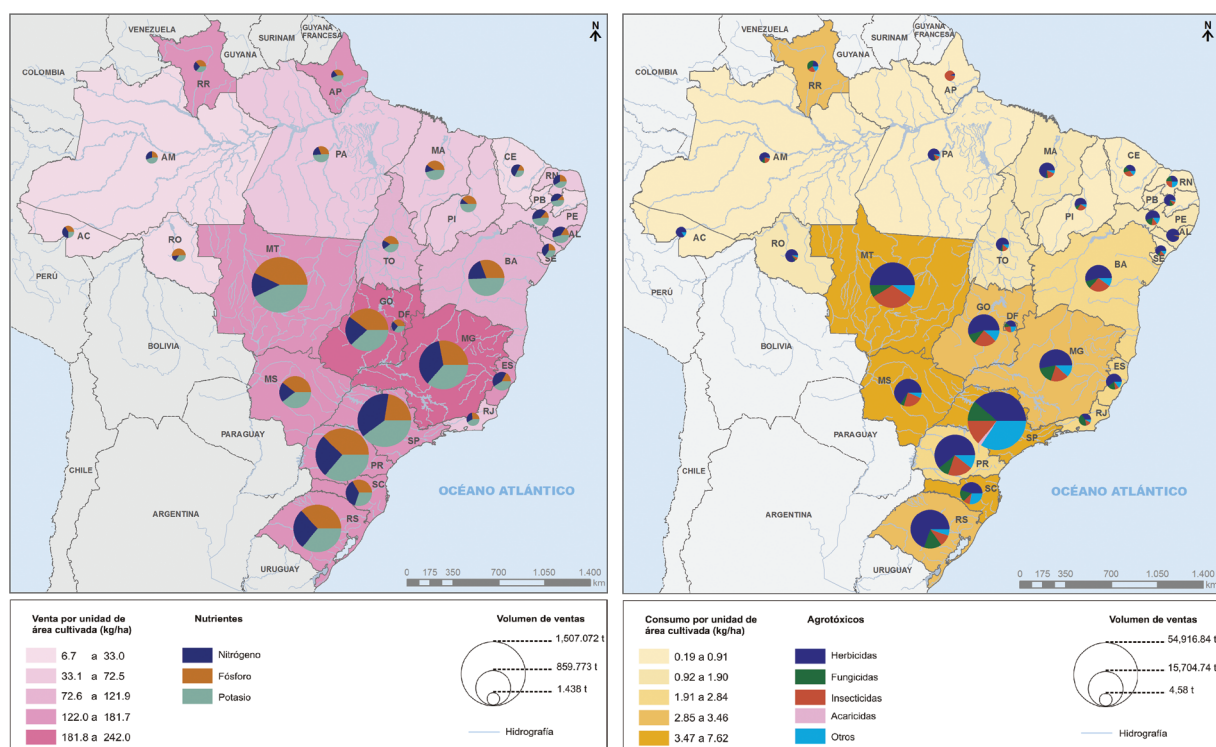 N
VENEZUELA
GUYANA
SURINAM
GUYANA
FRANCESA
COLOMBIA
RR
AP
AM
PA
MA
CE
RN
PB
PE
AL
SE
PI
AC
RO
TO
BA
MT
PERÚ
BOLIVIA
GO
DF
MG
ES
MS
RJ
SP
PARAGUAY
PR
SC
RS
CHILE
ARGENTINA
URUGUAY
OCÉANO ATLÁNTICO
0 175 350 700 1.050 1.400
km
Venta por unidad de
área cultivada (kg/ha)
6.7 a 33.0
33.1 a 72.5
72.6 a 121.9
122.0 a 181.7
181.8 a 242.0
Nutrientes
Nitrógeno
Fósforo
Potasio
Volumen de ventas
1,507.072 t
859.773 t
1.438 t
Hidrografía
N
VENEZUELA
GUYANA
SURINAM
GUYANA
FRANCESA
COLOMBIA
RR
AP
AM
PA
MA
CE
RN
PB
PE
AL
SE
PI
AC
RO
TO
BA
MT
PERÚ
BOLIVIA
GO
DF
MG
ES
MS
RJ
SP
PARAGUAY
PR
SC
RS
CHILE
ARGENTINA
URUGUAY
OCÉANO ATLÁNTICO
0 175 350 700 1.050 1.400
km
Consumo por unidad de
área cultivada (kg/ha)
0.19 a 0.91
0.92 a 1.90
1.91 a 2.84
2.85 a 3.46
3.47 a 7.62
Agrotóxicos
Herbicidas
Fungicidas
Insecticidas
Acaricidas
Otros
Volumen de ventas
54,916.84 t
15,704.74 t
4.58 t
Hidrografía